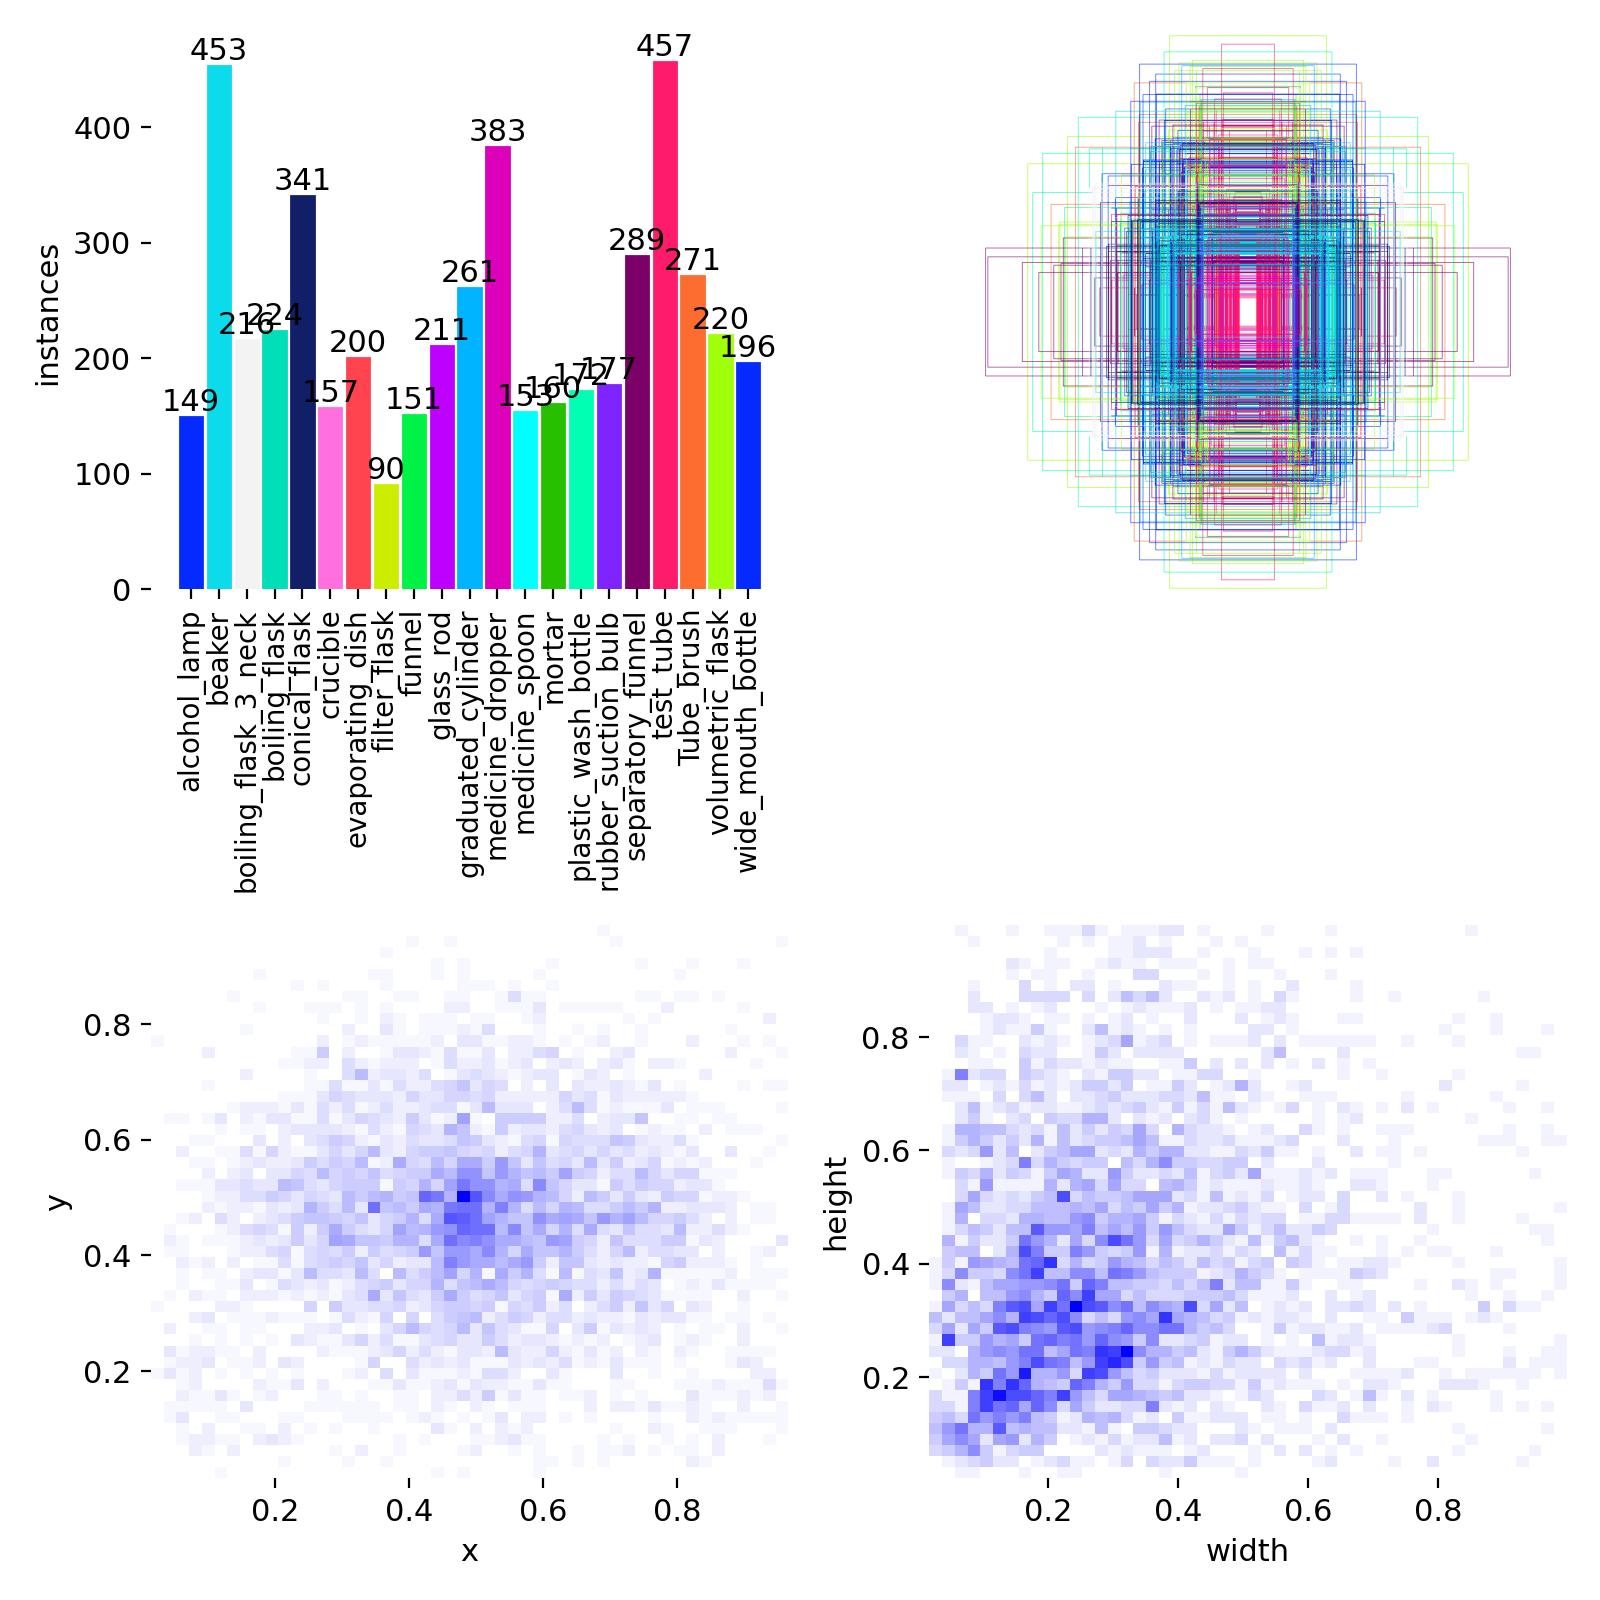 instances
400
300
200
100
0
149
453
216
224
341
157
200
90
151
211
261
383
153
160
172
177
289
457
271
220
196
alcohol_lamp
beaker
boiling_flask_3_neck
boiling_flask
conical_flask
crucible
evaporating_dish
filter_flask
funnel
glass_rod
graduated_cylinder
medicine_dropper
medicine_spoon
mortar
plastic_wash_bottle
rubber_suction_bulb
separatory_funnel
test_tube
Tube_brush
volumetric_flask
wide_mouth_bottle
y
0.8
0.6
0.4
0.2
0.2 0.4 0.6 0.8
x
height
0.8
0.6
0.4
0.2
0.2 0.4 0.6 0.8
width